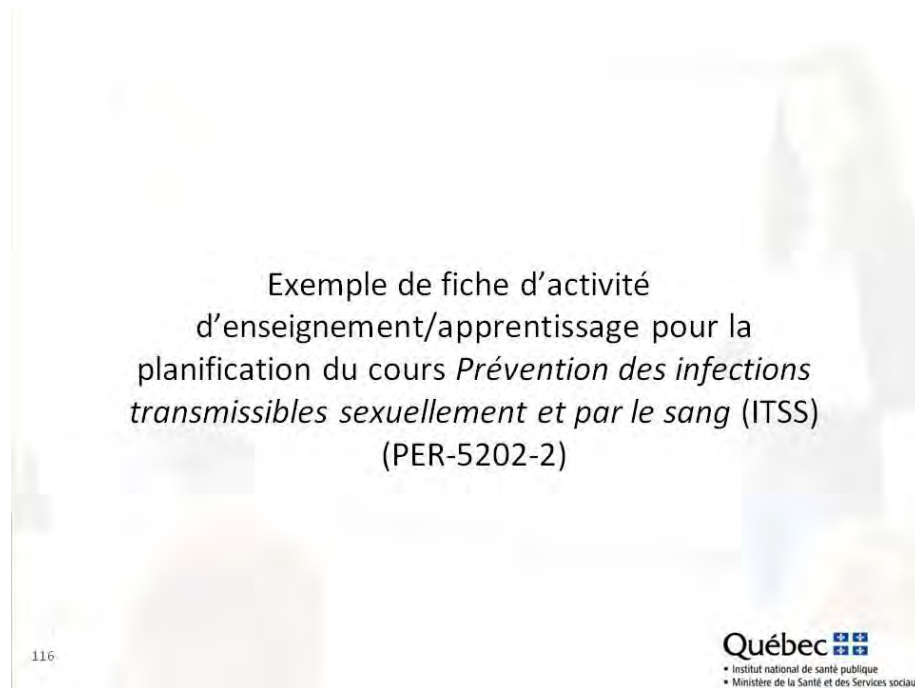 Exemple de fiche d'activité
d'enseignement/apprentissage pour la
planification du cours Prévention des infections
transmissibles sexuellement et par le sang (ITSS)
(PER-5202-2)
116
Québec
• Institut national de santé publique
• Ministère de la Santé et des Services sociau